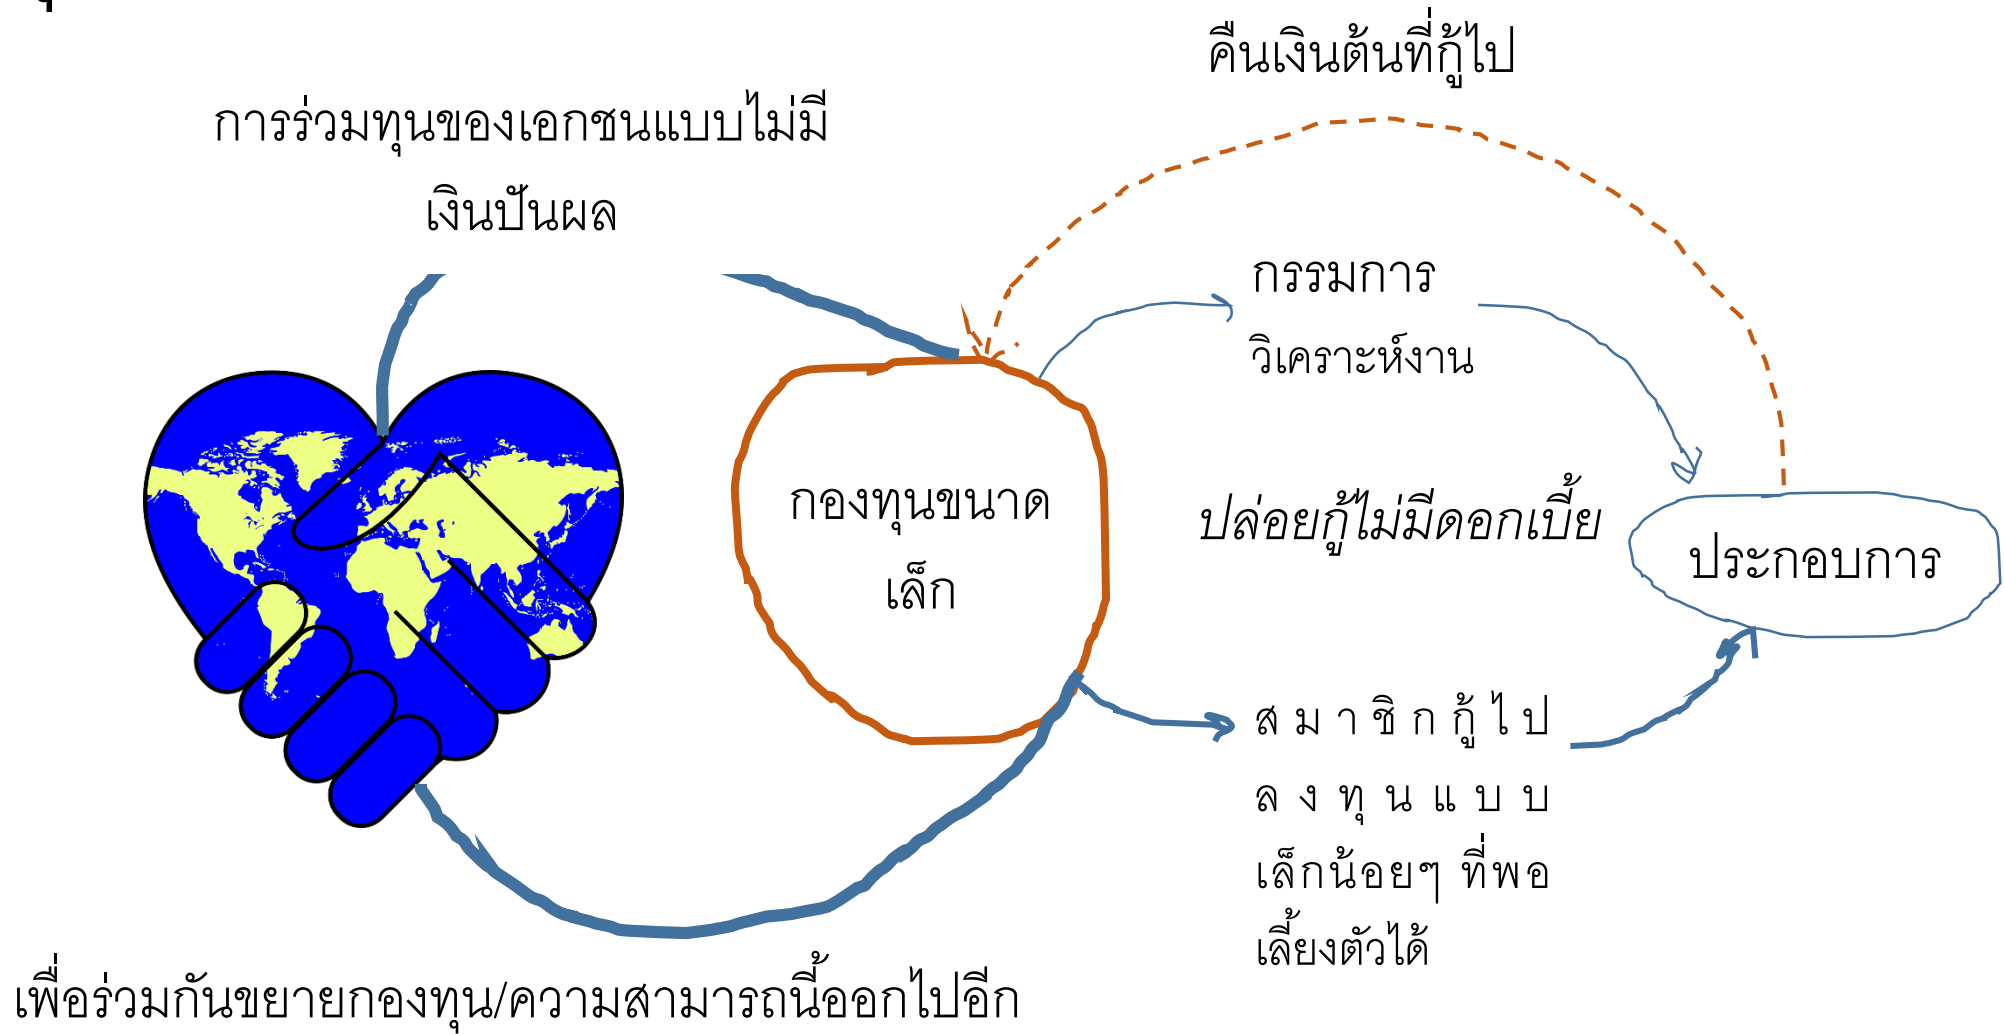 คืนเงินต้นที่กู้ไป
การร่วมทุนของเอกชนแบบไม่มี
เงินปันผล
กรรมการ
วิเคราะห์งาน
กองทุนขนาด
เล็ก
ปล่อยกู้ไม่มีดอกเบี้ย
ประกอบการ
สมาชิกกู้ไป
ลงทุนแบบ
เล็กน้อยๆ ที่พอ
เลี้ยงตัวได้
เพื่อร่วมกันขยายกองทุน/ความสามารถนี้ออกไปอีก